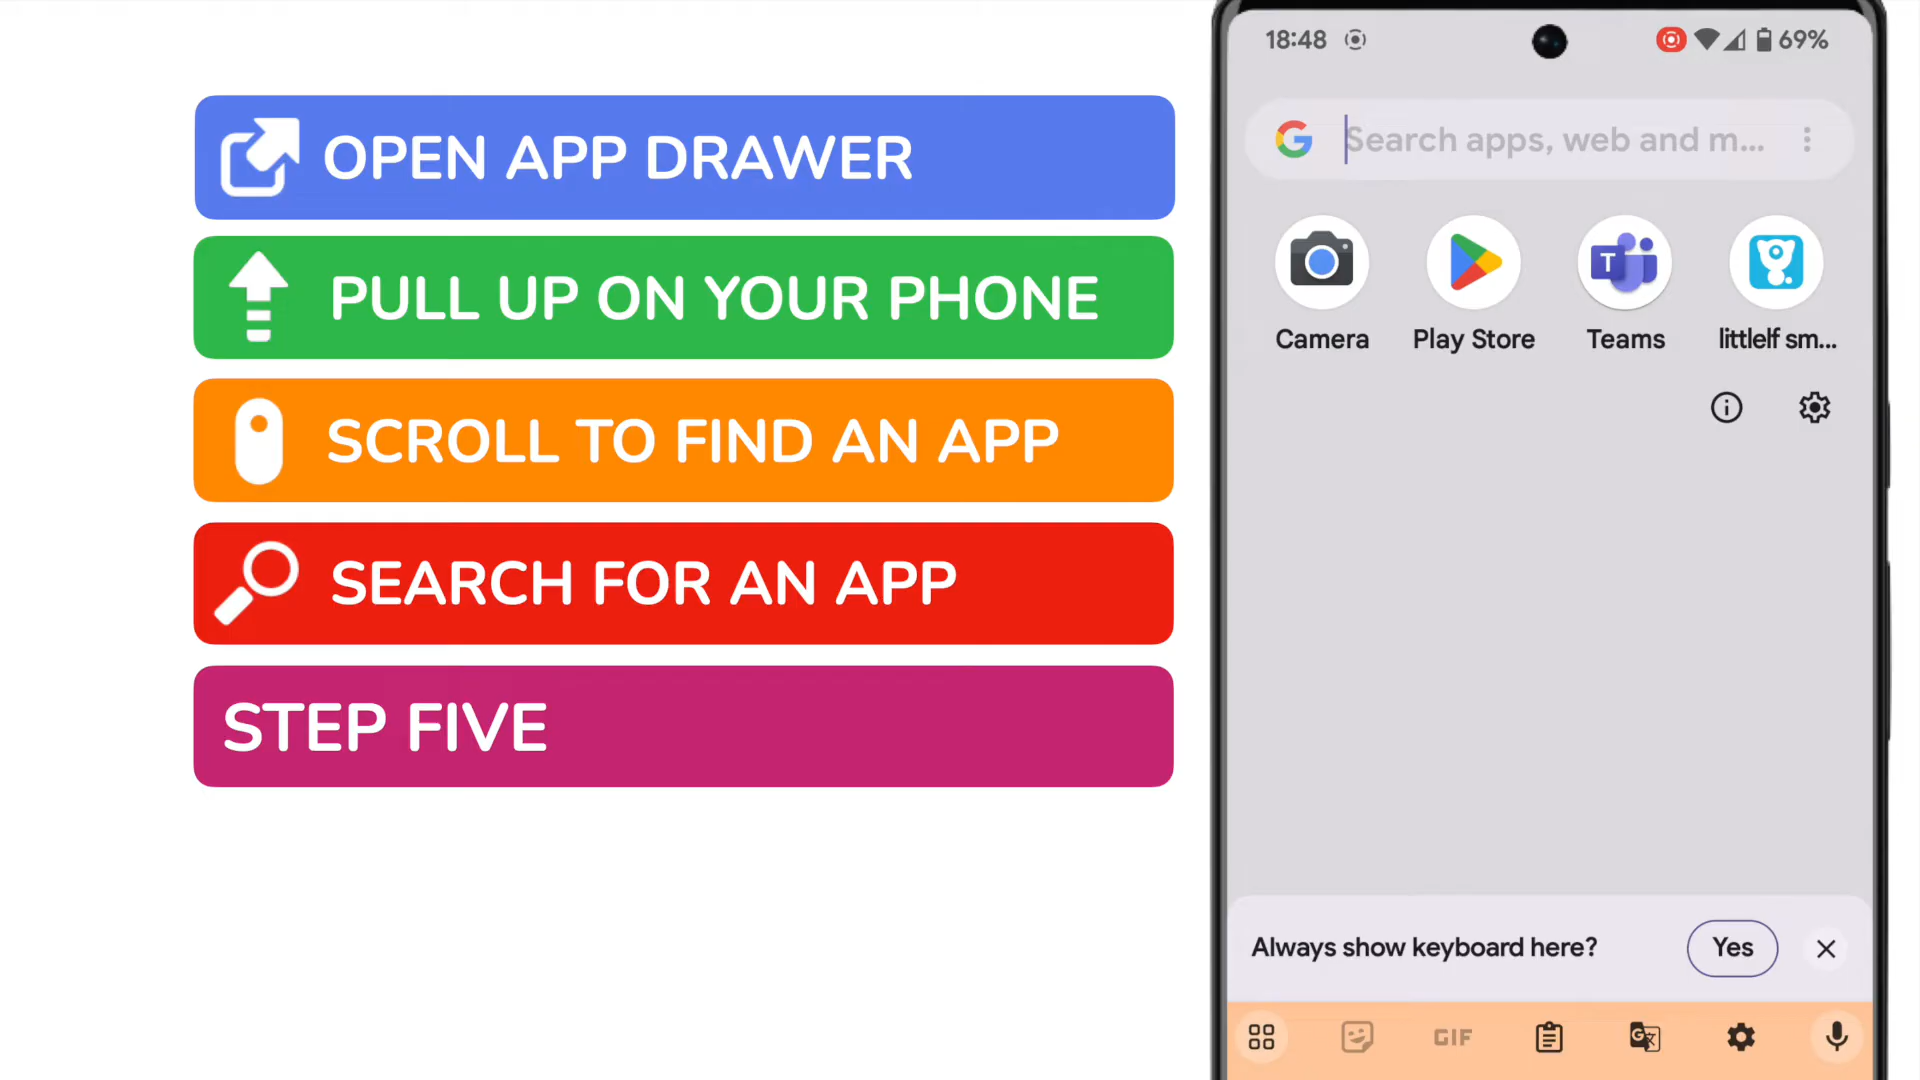 OPEN APP DRAWER
PULL UP ON YOUR PHONE
SCROLL TO FIND AN APP
SEARCH FOR AN APP
STEP FIVE
18:48
69%
Search apps, web and m...
Camera
Play Store
Teams
littlelf sm...
Always show keyboard here?
Yes
GIF